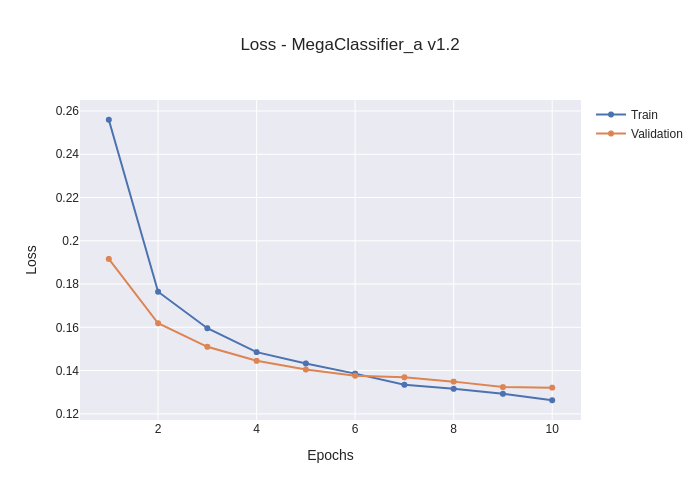 Loss - MegaClassifier_a v1.2
Train
Validation
0.26
0.24
0.22
0.2
0.18
0.16
0.14
0.12
Loss
2 4 6 8 10
Epochs